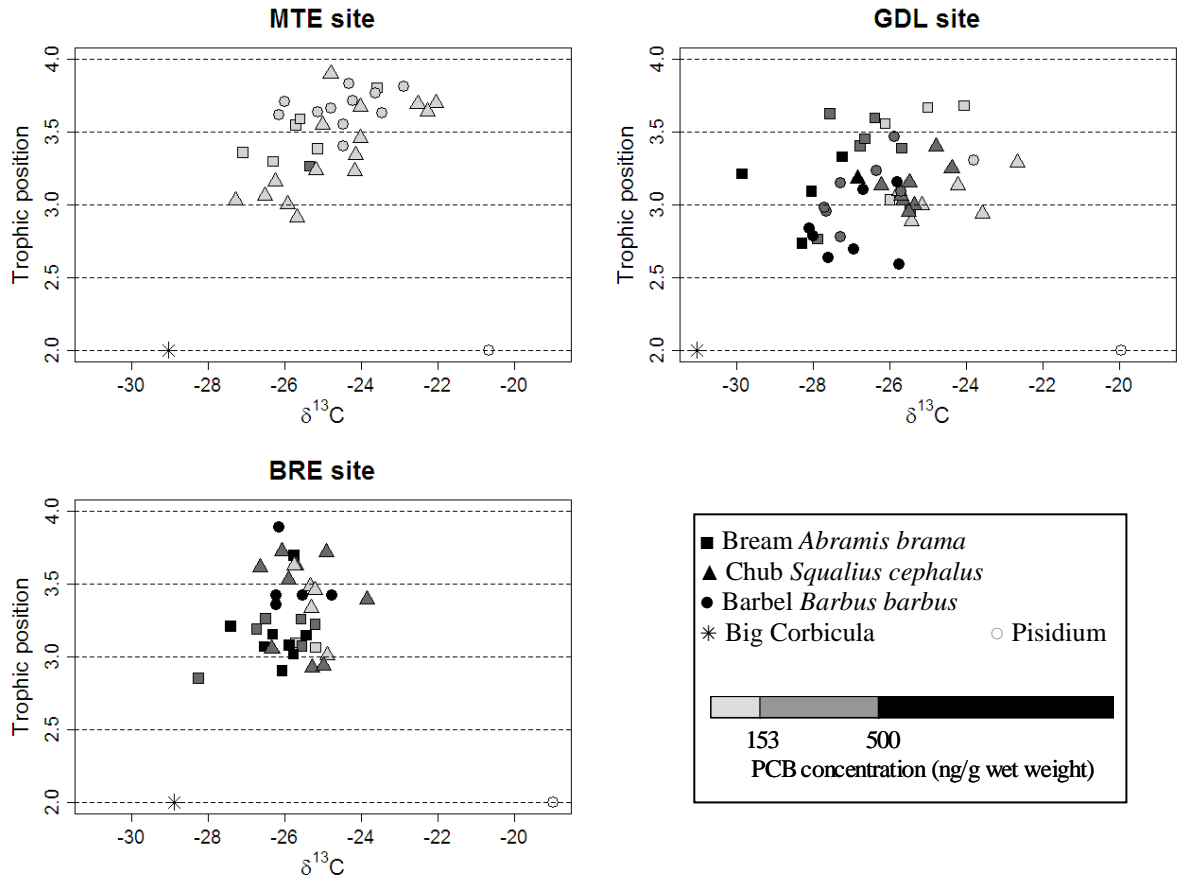 MTE site
4.0
3.5
3.0
2.5
2.0
Trophic position
-30 -28 -26 -24 -22 -20
δ13C
GDL site
4.0
3.5
3.0
2.5
2.0
Trophic position
-30 -28 -26 -24 -22 -20
δ13C
BRE site
4.0
3.5
3.0
2.5
2.0
Trophic position
-30 -28 -26 -24 -22 -20
δ13C
Bream Abramis brama
Chub Squalius cephalus
Barbel Barbus barbus
Big Corbicula Pisidium
153 500
PCB concentration (ng/g wet weight)